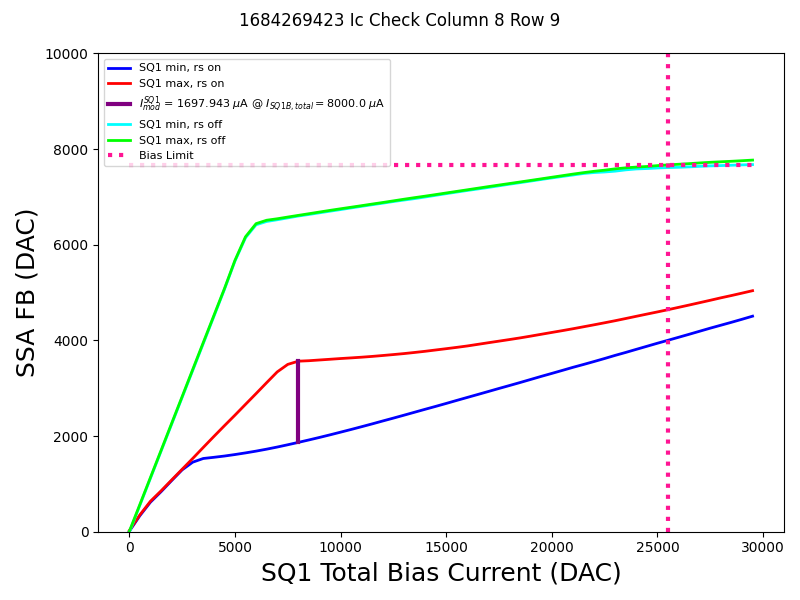 1684269423 Ic Check Column 8 Row 9
10000
8000
6000
4000
2000
0
SSA FB (DAC)
SQ1 min, rs on
SQ1 max, rs on
I_{mod}^{SQ1} = 1697.943 μA @ I_{SQ1B,total} = 8000.0 μA
SQ1 min, rs off
SQ1 max, rs off
Bias Limit
0 5000 10000 15000 20000 25000 30000
SQ1 Total Bias Current (DAC)